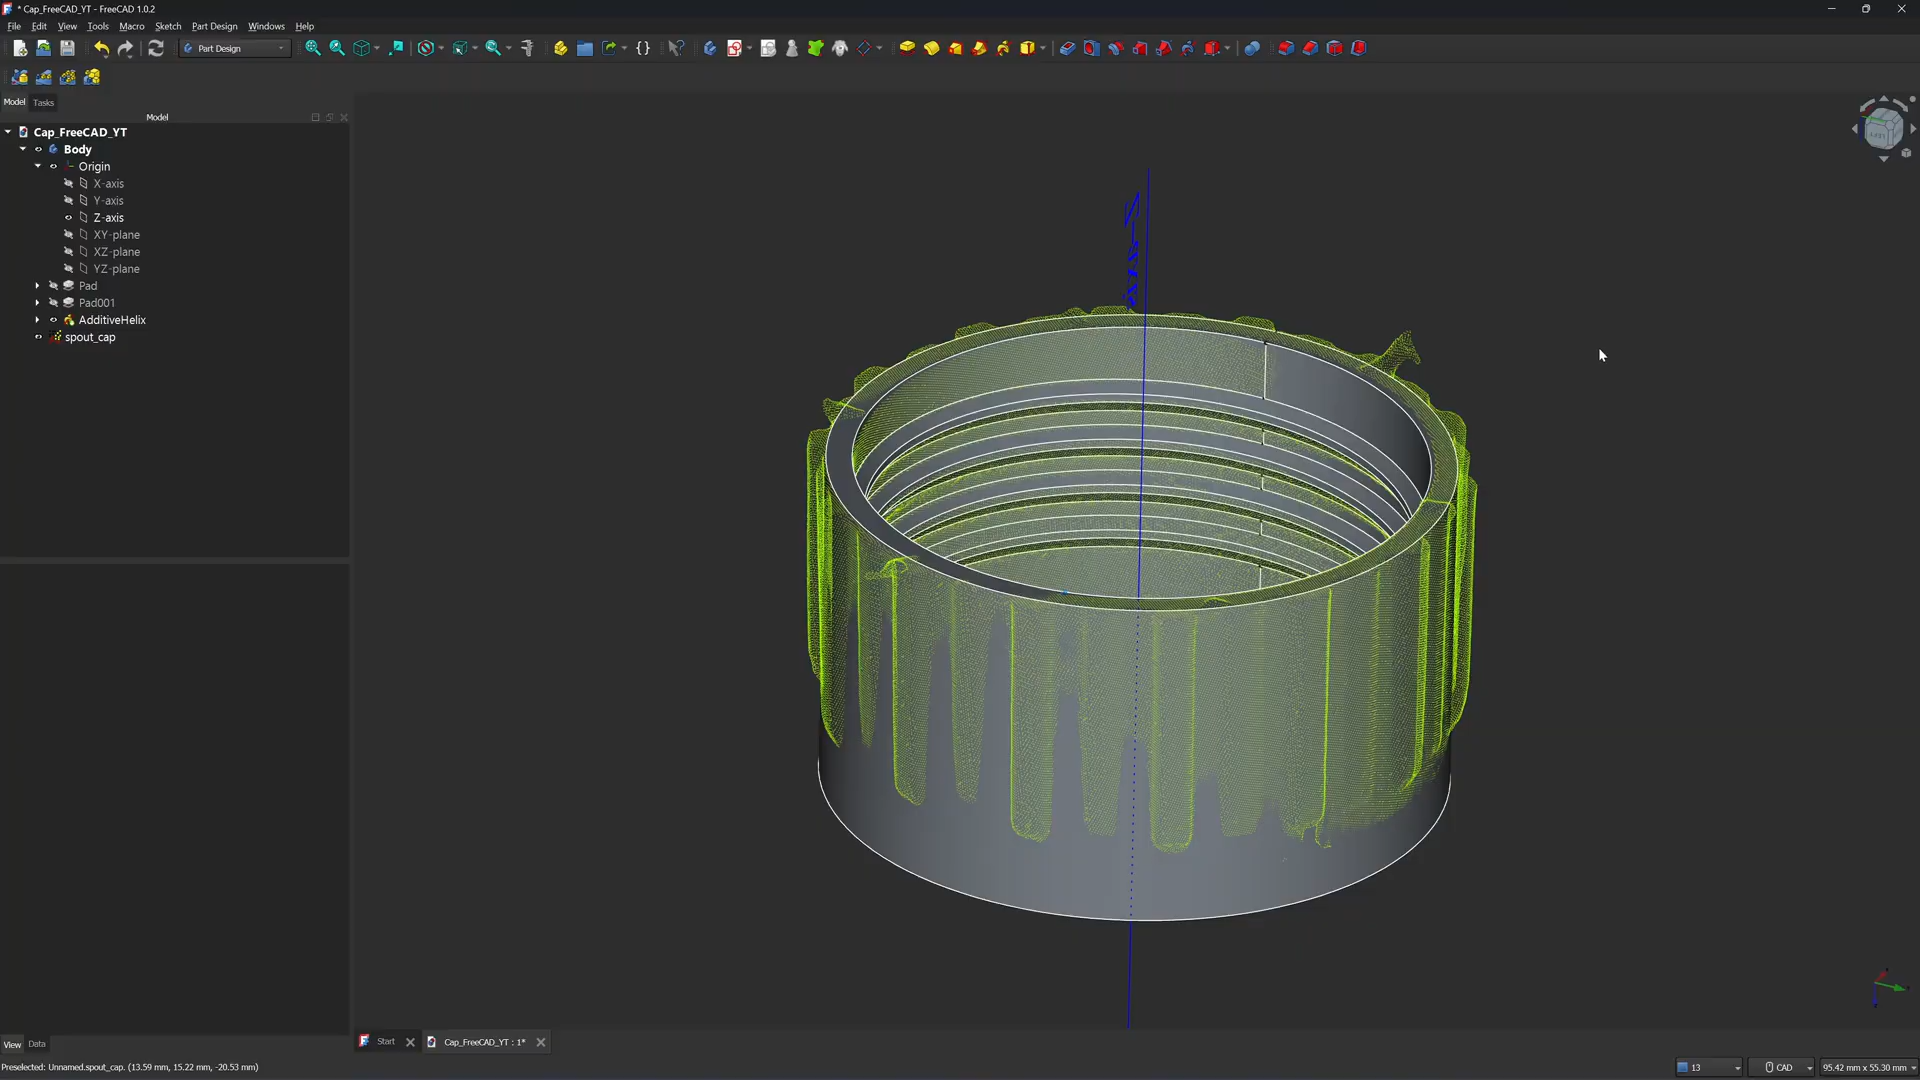 * Cap_FreeCAD_YT - FreeCAD 1.0.2
File Edit View Tools Macro Sketch Part Design Windows Help
Part Design
Model Tasks
Model
Cap_FreeCAD_YT
Body
Origin
X-axis
Y-axis
Z-axis
XY-plane
XZ-plane
YZ-plane
Pad
Pad001
AdditiveHelix
spout_cap
Start
Cap_FreeCAD_YT : 1*
View Data
Preselected: Unnamed.spout_cap. (13.59 mm, 15.22 mm, -20.53 mm)
13
CAD
95.42 mm x 55.30 mm